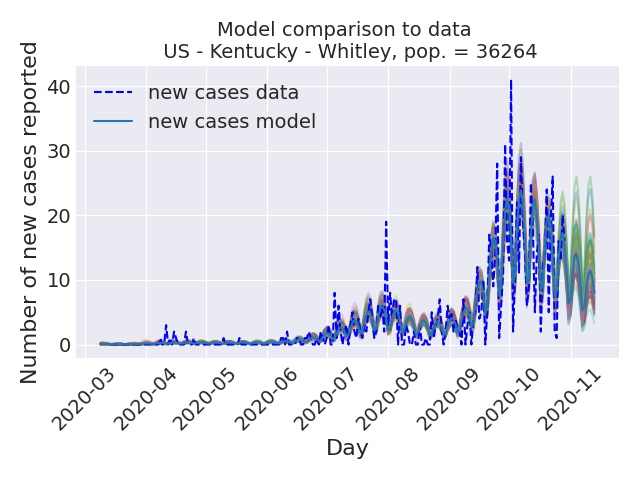 Model comparison to data
US - Kentucky - Whitley, pop. = 36264
Number of new cases reported
40
30
20
10
0
new cases data
new cases model
2020-03
2020-04
2020-05
2020-06
2020-07
2020-08
2020-09
2020-10
2020-11
Day